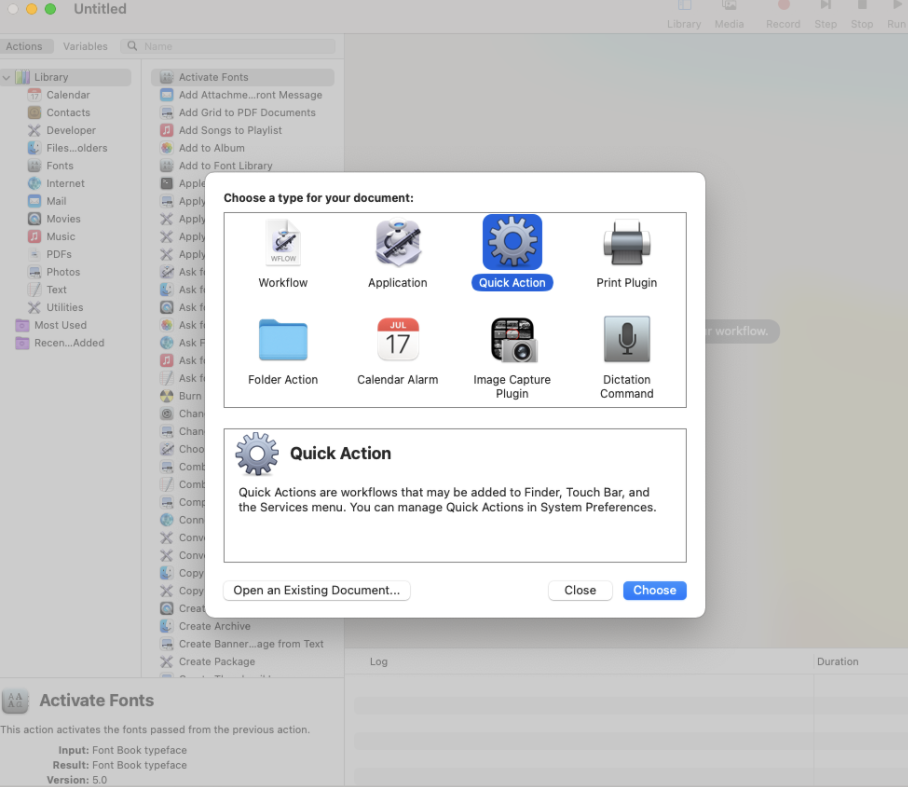 Untitled
Library Media Record Step Stop Run
Actions Variables Name
Library
Calendar
Contacts
Developer
Files...olders
Fonts
Internet
Mail
Movies
Music
PDFs
Photos
Text
Utilities
Most Used
Recen...Added
Activate Fonts
Add Attachme...ront Message
Add Grid to PDF Documents
Add Songs to Playlist
Add to Album
Add to Font Library
Apple
Apply
Apply
Apply
Apply
Ask f
Ask f
Ask f
Ask f
Ask F
Ask f
Ask f
Burn
Chan
Chan
Choo
Comb
Comb
Comp
Conn
Conv
Conv
Copy
Copy
Creat
Create Archive
Create Banner...age from Text
Create Package
r workflow.
Choose a type for your document:
WFLOW
Workflow
Application
Quick Action
Print Plugin
Folder Action
JUL
17
Calendar Alarm
Image Capture
Plugin
Dictation
Command
Quick Action
Quick Actions are workflows that may be added to Finder, Touch Bar, and
the Services menu. You can manage Quick Actions in System Preferences.
Open an Existing Document... Close Choose
Log Duration
Activate Fonts
This action activates the fonts passed from the previous action.
Input: Font Book typeface
Result: Font Book typeface
Version: 5.0